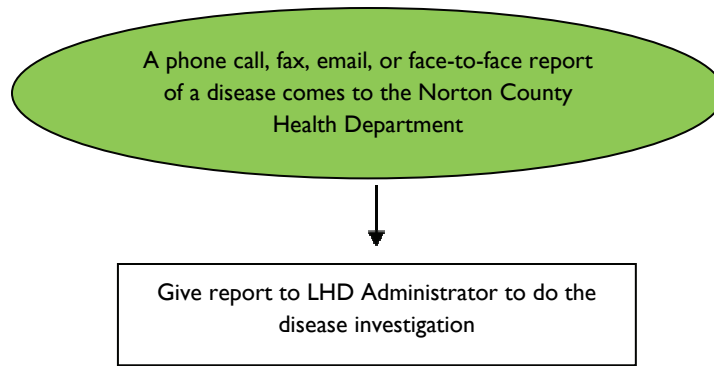 A phone call, fax, email, or face-to-face report
of a disease comes to the Norton County
Health Department
Give report to LHD Administrator to do the
disease investigation